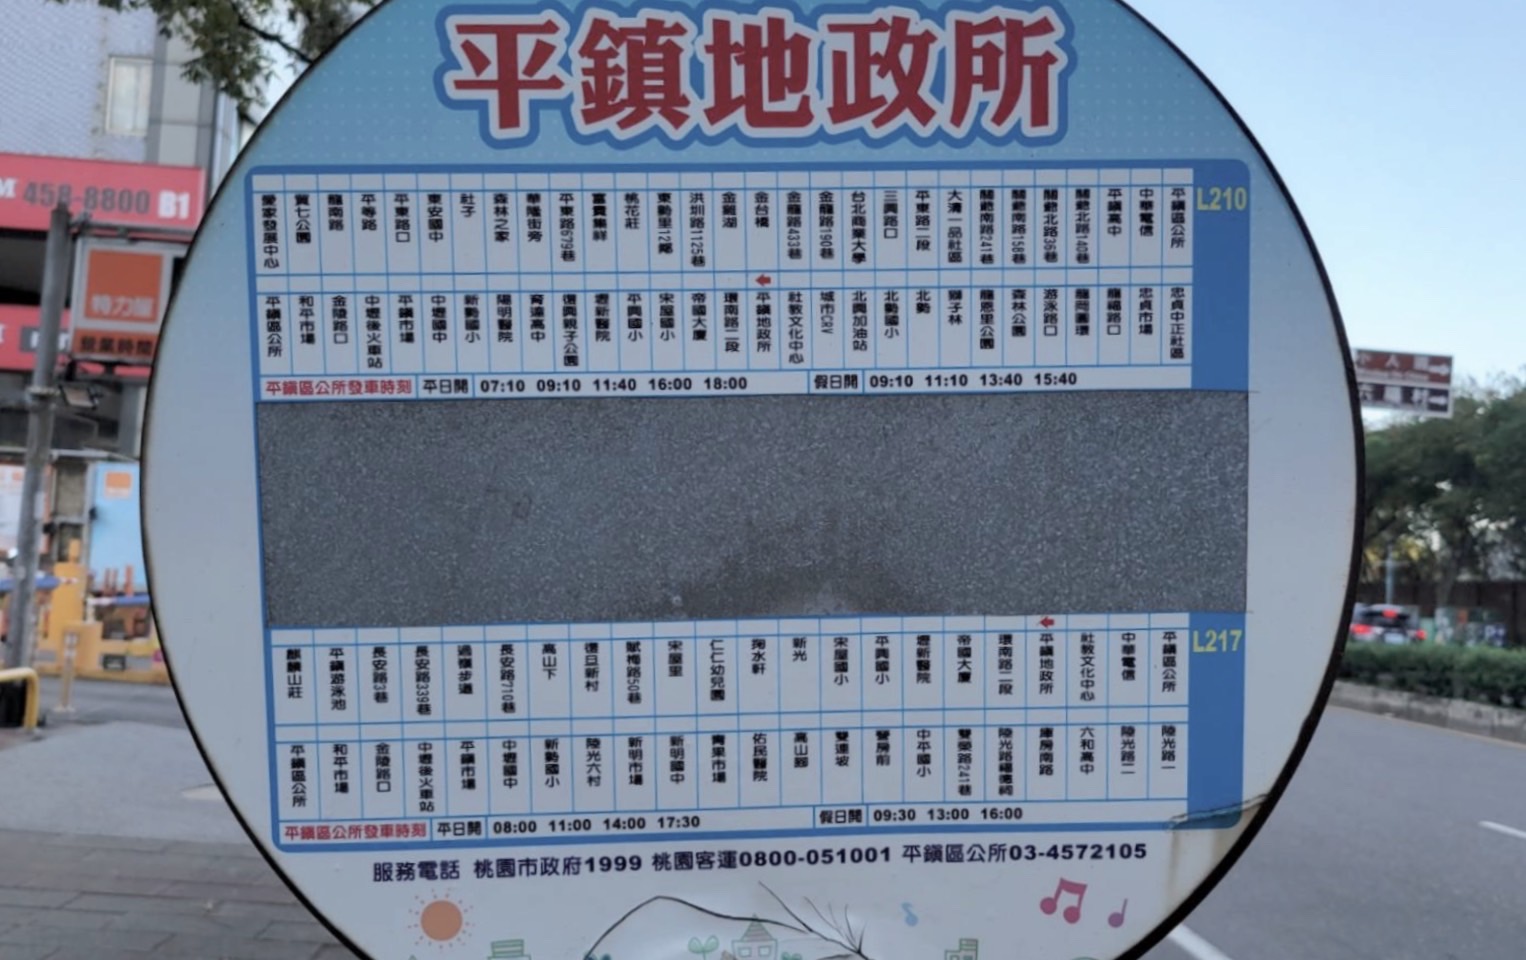 平鎮地政所
458-8800 B1
特力屋
營業時間
L210
平鎮區公所
中華電信
平鎮高中
關爺北路140巷
關爺北路36巷
關爺南路158巷
關爺南路241巷
大清一品社區
平東路二段
三興路口
台北商業大學
金龍路190巷
金龍路433巷
金台橋
金雞湖
洪圳路1125巷
東勢里12鄰
桃花莊
富貴集祥
平東路679巷
華隆街旁
森林之家
社子
東安國中
平東路口
平等路
龍南路
賀七公園
愛家發展中心
忠貞中正社區
忠貞市場
龍福路口
游泳路口
森林公園
龍恩里公園
獅子林
北勢
北勢國小
北興加油站
城市CRV
社教文化中心
平鎮地政所
環南路二段
帝國大廈
宋屋國小
平興國小
壢新醫院
復興親子公園
育達高中
陽明醫院
新勢國小
中壢國中
平鎮市場
中壢後火車站
金陵路口
和平市場
平鎮區公所
平鎮區公所發車時刻 平日開 07:10 09:10 11:40 16:00 18:00 假日開 09:10 11:10 13:40 15:40
L217
平鎮區公所
中華電信
社教文化中心
平鎮地政所
環南路二段
帝國大廈
壢新醫院
平興國小
宋屋國小
新光
掬水軒
仁仁幼兒園
宋屋里
賦梅路50巷
復旦新村
高山下
長安路710巷
過嶺步道
長安路339巷
長安路3巷
平鎮游泳池
麒麟山莊
陸光路一
陸光路二
六和高中
庫房南路
陸光路福德祠
雙榮路241巷
中平國小
營房前
雙連坡
高山腳
佑民醫院
青果市場
新明國中
新明市場
陸光六村
新勢國小
中壢國中
平鎮市場
中壢後火車站
金陵路口
和平市場
平鎮區公所
平鎮區公所發車時刻 平日開 08:00 11:00 14:00 17:30 假日開 09:30 13:00 16:00
服務電話 桃園市政府1999 桃園客運0800-051001 平鎮區公所03-4572105